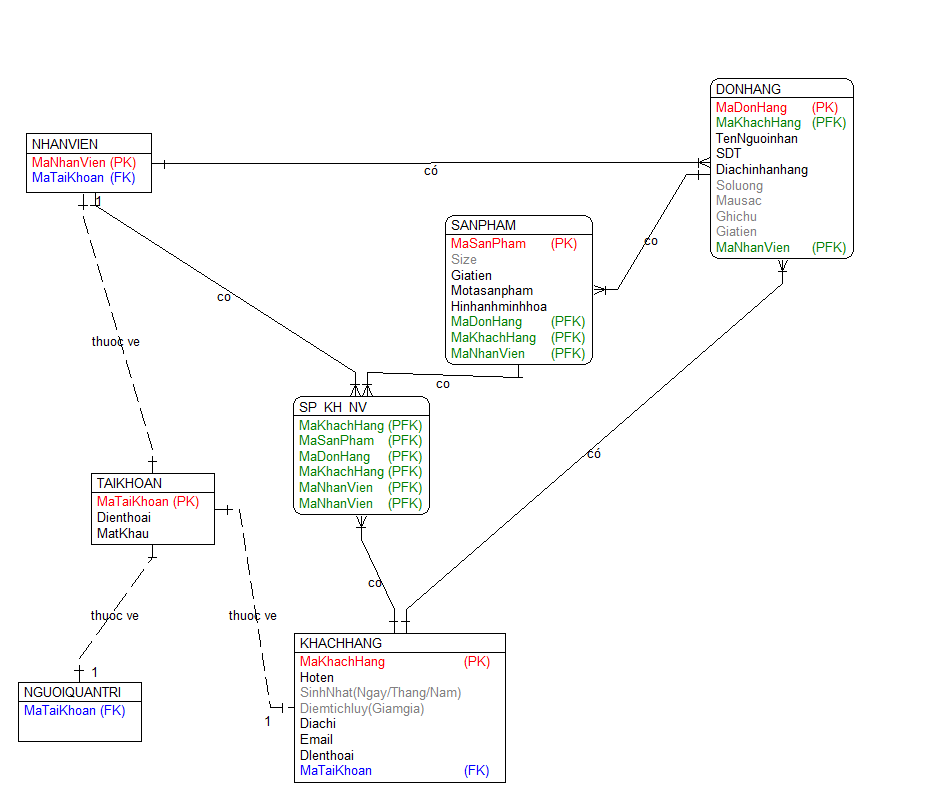 DONHANG
MaDonHang (PK)
MaKhachHang (PFK)
TenNguoinhan
SDT
Diachinhanhang
Soluong
Mausac
Ghichu
Giatien
MaNhanVien (PFK)
NHANVIEN
MaNhanVien (PK)
MaTaiKhoan (FK)
có
1
SANPHAM
MaSanPham (PK)
Size
Giatien
Motasanpham
Hinhanhminhhoa
MaDonHang (PFK)
MaKhachHang (PFK)
MaNhanVien (PFK)
co
co
thuoc ve
co
SP_KH_NV
MaKhachHang (PFK)
MaSanPham (PFK)
MaDonHang (PFK)
MaKhachHang (PFK)
MaNhanVien (PFK)
MaNhanVien (PFK)
có
TAIKHOAN
MaTaiKhoan (PK)
Dienthoai
MatKhau
có
thuoc ve
thuoc ve
KHACHHANG
MaKhachHang (PK)
Hoten
SinhNhat(Ngay/Thang/Nam)
Diemtichluy(Giamgia)
Diachi
Email
DIenthoai
MaTaiKhoan (FK)
1
1
NGUOIQUANTRI
MaTaiKhoan (FK)